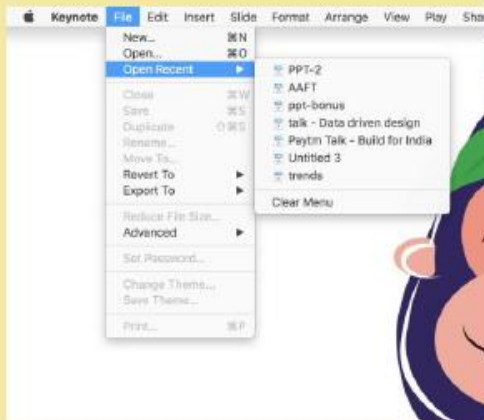 Keynote File Edit Insert Slide Format Arrange View Play Sha
New... ⌘N
Open... ⌘O
Open Recent ▶
Close ⌘W
Save ⌘S
Duplicate ⇧⌘S
Rename...
Move To...
Revert To ▶
Export To ▶
Reduce File Size...
Advanced ▶
Set Password...
Change Theme...
Save Theme...
Print... ⌘P
PPT-2
AAFT
ppt-bonus
talk - Data driven design
Paytm Talk - Build for India
Untitled 3
trends
Clear Menu